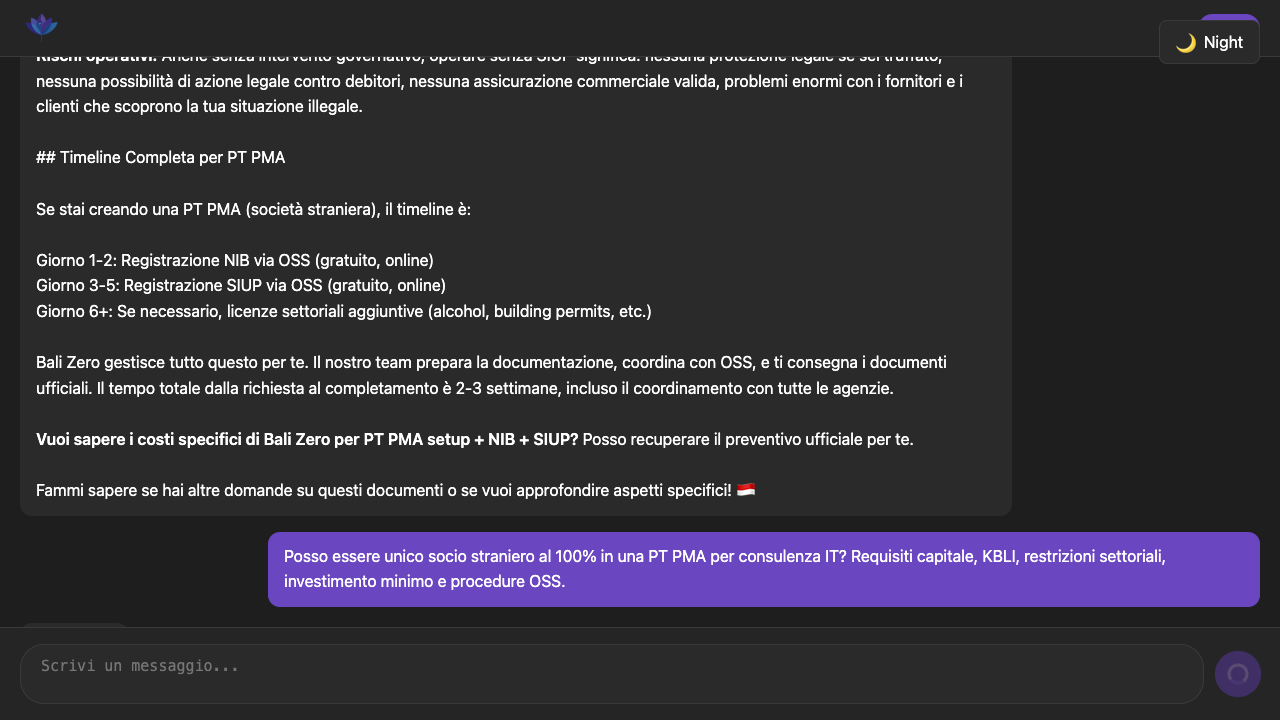 🌙 Night
Rischi operativi: Anche senza intervento governativo, operare senza SIUP significa: nessuna protezione legale se sei truffato,
nessuna possibilità di azione legale contro debitori, nessuna assicurazione commerciale valida, problemi enormi con i fornitori e i
clienti che scoprono la tua situazione illegale.
## Timeline Completa per PT PMA
Se stai creando una PT PMA (società straniera), il timeline è:
Giorno 1-2: Registrazione NIB via OSS (gratuito, online)
Giorno 3-5: Registrazione SIUP via OSS (gratuito, online)
Giorno 6+: Se necessario, licenze settoriali aggiuntive (alcohol, building permits, etc.)
Bali Zero gestisce tutto questo per te. Il nostro team prepara la documentazione, coordina con OSS, e ti consegna i documenti
ufficiali. Il tempo totale dalla richiesta al completamento è 2-3 settimane, incluso il coordinamento con tutte le agenzie.
Vuoi sapere i costi specifici di Bali Zero per PT PMA setup + NIB + SIUP? Posso recuperare il preventivo ufficiale per te.
Fammi sapere se hai altre domande su questi documenti o se vuoi approfondire aspetti specifici! 🇮🇩
Posso essere unico socio straniero al 100% in una PT PMA per consulenza IT? Requisiti capitale, KBLI, restrizioni settoriali,
investimento minimo e procedure OSS.
Scrivi un messaggio...